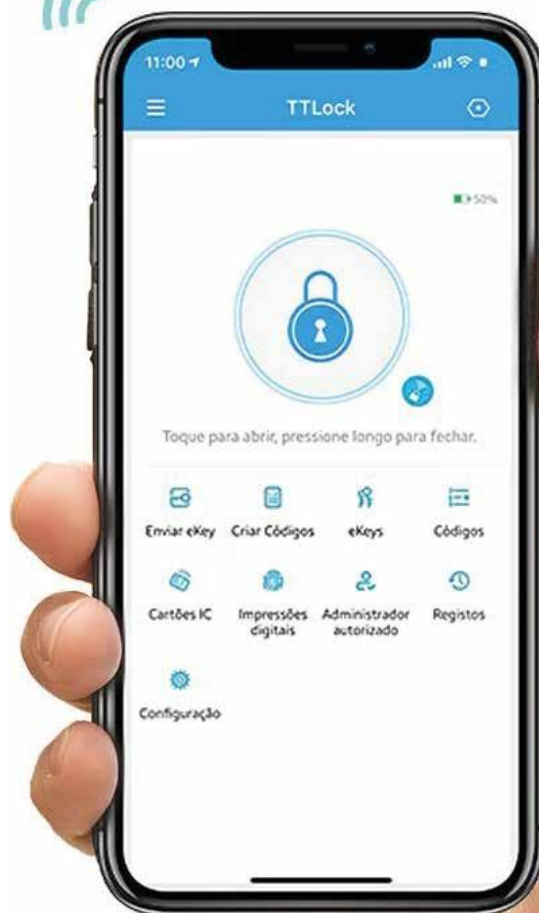 11:00
TTLock
50%
Toque para abrir, pressione longo para fechar.
Enviar eKey Criar Códigos eKeys Códigos
Cartões IC Impressões digitais Administrador autorizado Registos
Configuração